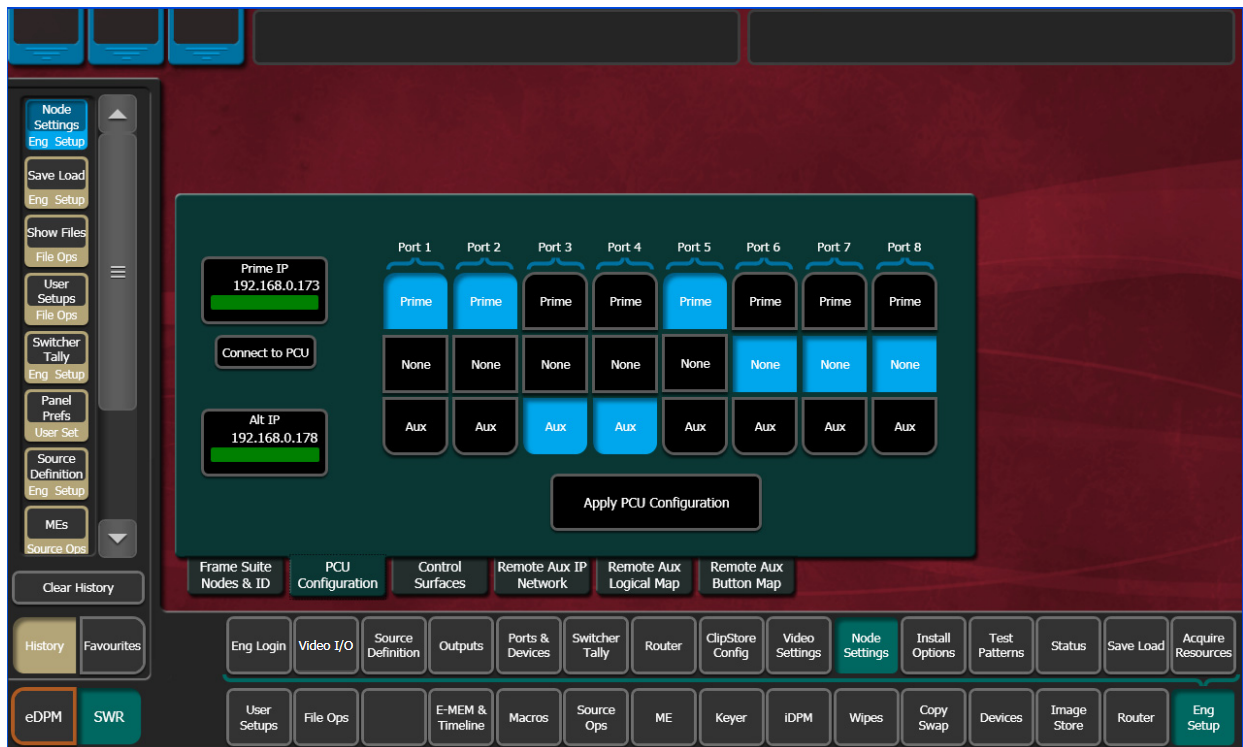 Node
Settings
Eng Setup
Save Load
Eng Setup
Show Files
File Ops
User
Setups
File Ops
Switcher
Tally
Eng Setup
Panel
Prefs
User Set
Source
Definition
Eng Setup
MEs
Source Ops
Clear History
History
Favourites
eDPM
SWR
Port 1
Port 2
Port 3
Port 4
Port 5
Port 6
Port 7
Port 8
Prime IP
192.168.0.173
Connect to PCU
Alt IP
192.168.0.178
Prime
Prime
Prime
Prime
Prime
Prime
Prime
Prime
None
None
None
None
None
None
None
None
Aux
Aux
Aux
Aux
Aux
Aux
Aux
Aux
Apply PCU Configuration
Frame Suite
Nodes & ID
PCU
Configuration
Control
Surfaces
Remote Aux IP
Network
Remote Aux
Logical Map
Remote Aux
Button Map
Eng Login
Video I/O
Source
Definition
Outputs
Ports &
Devices
Switcher
Tally
Router
ClipStore
Config
Video
Settings
Node
Settings
Install
Options
Test
Patterns
Status
Save Load
Acquire
Resources
User
Setups
File Ops
E-MEM &
Timeline
Macros
Source
Ops
ME
Keyer
iDPM
Wipes
Copy
Swap
Devices
Image
Store
Router
Eng
Setup